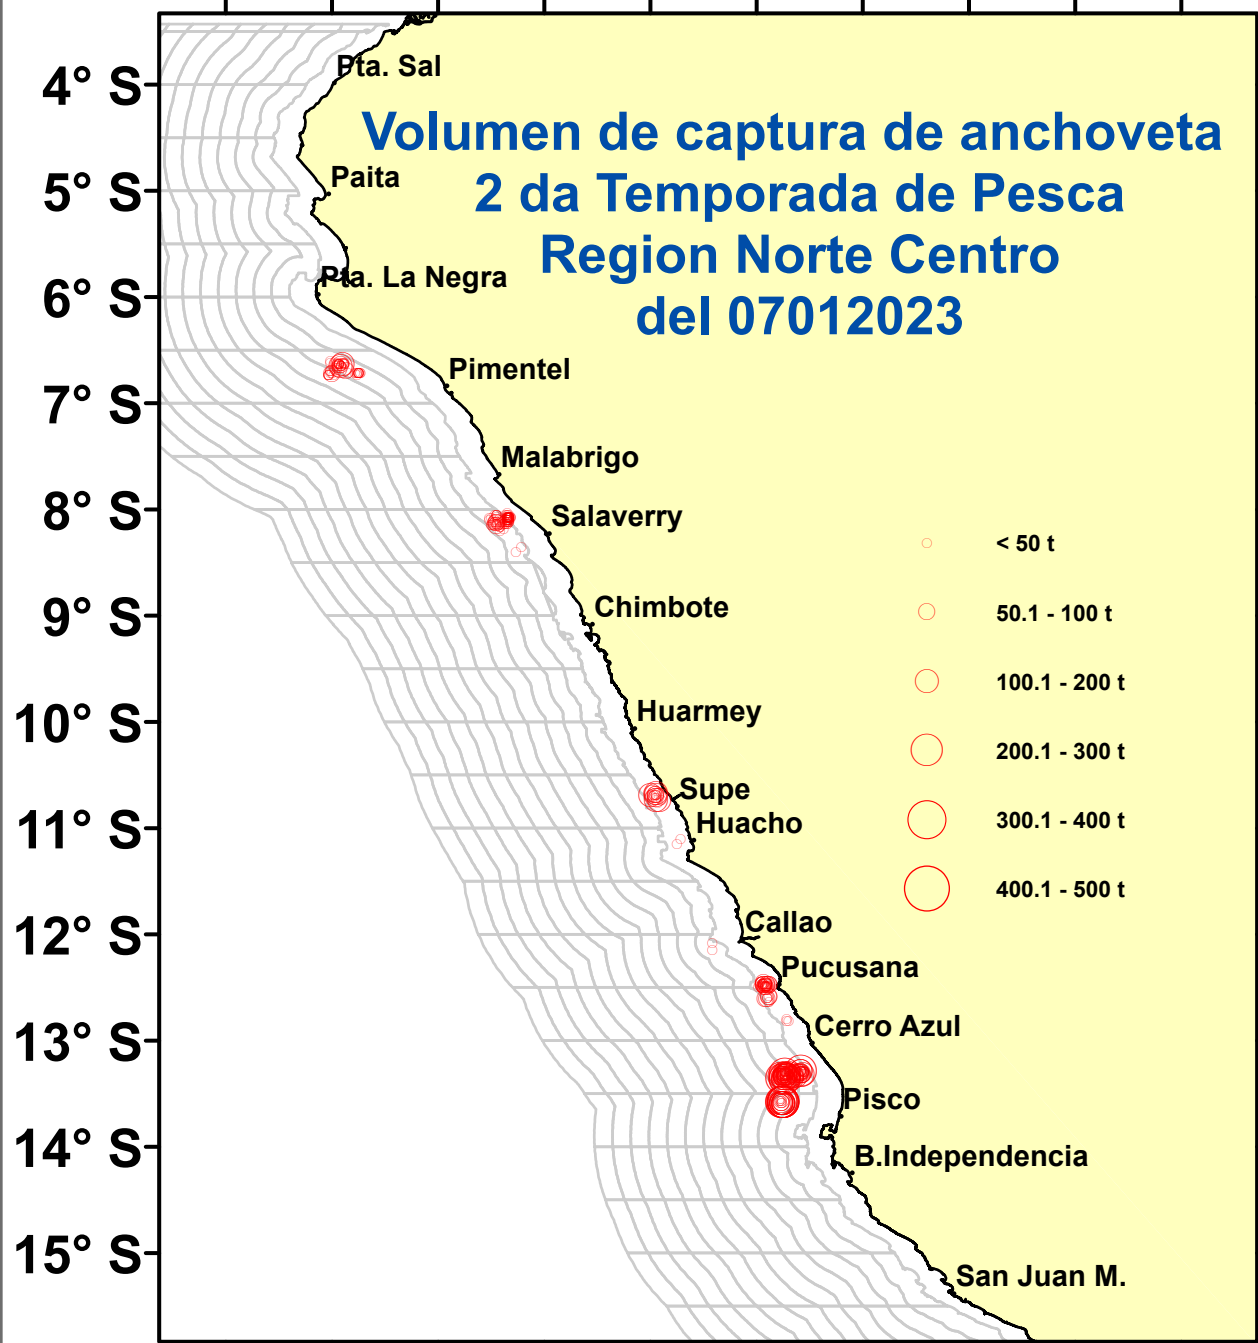 Volumen de captura de anchoveta
2 da Temporada de Pesca
Region Norte Centro
del 07012023
4° S
5° S
6° S
7° S
8° S
9° S
10° S
11° S
12° S
13° S
14° S
15° S
Pta. Sal
Paita
Pta. La Negra
Pimentel
Malabrigo
Salaverry
Chimbote
Huarmey
Supe
Huacho
Callao
Pucusana
Cerro Azul
Pisco
B.Independencia
San Juan M.
< 50 t
50.1 - 100 t
100.1 - 200 t
200.1 - 300 t
300.1 - 400 t
400.1 - 500 t